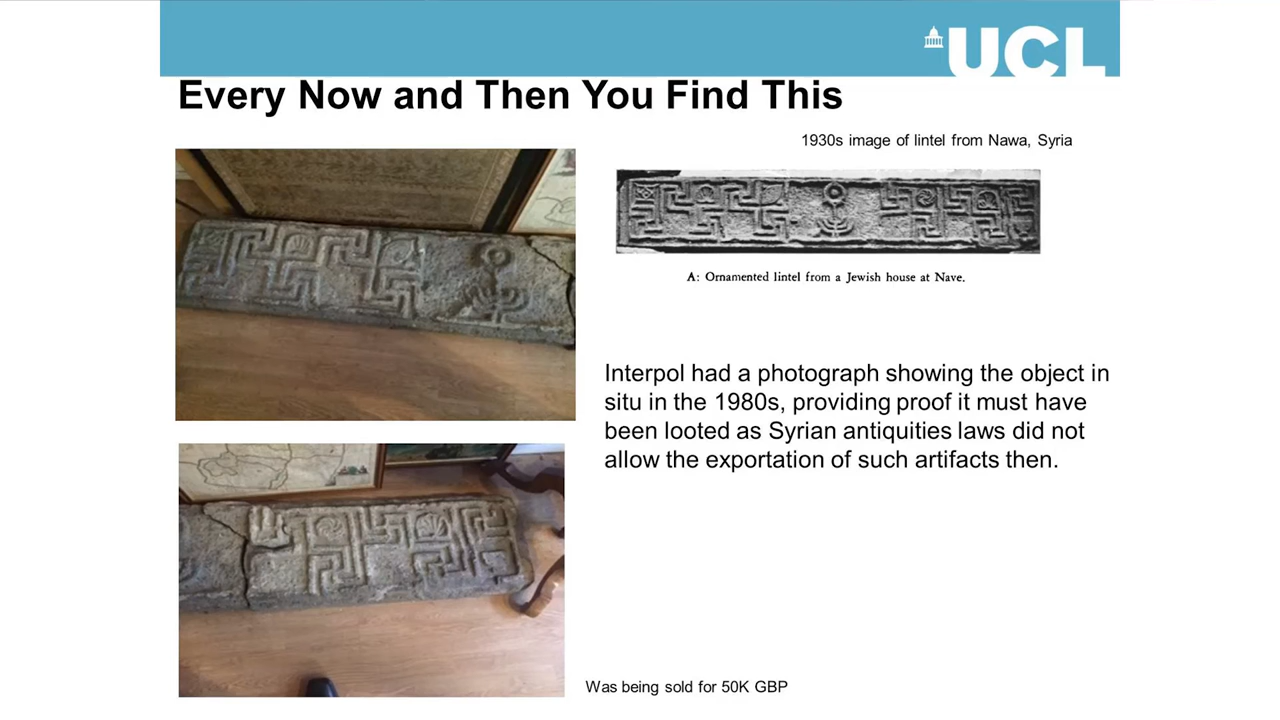 UCL
Every Now and Then You Find This
1930s image of lintel from Nawa, Syria
A: Ornamented lintel from a Jewish house at Nave.
Interpol had a photograph showing the object in
situ in the 1980s, providing proof it must have
been looted as Syrian antiquities laws did not
allow the exportation of such artifacts then.
Was being sold for 50K GBP